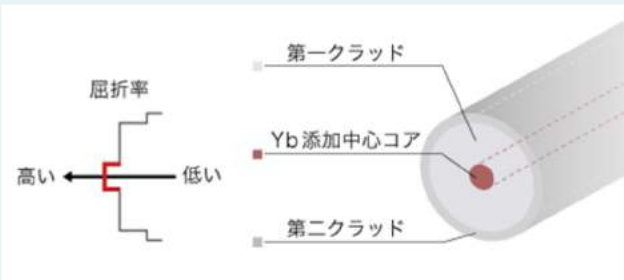 屈折率
高い
低い
第一クラッド
Yb添加中心コア
第二クラッド